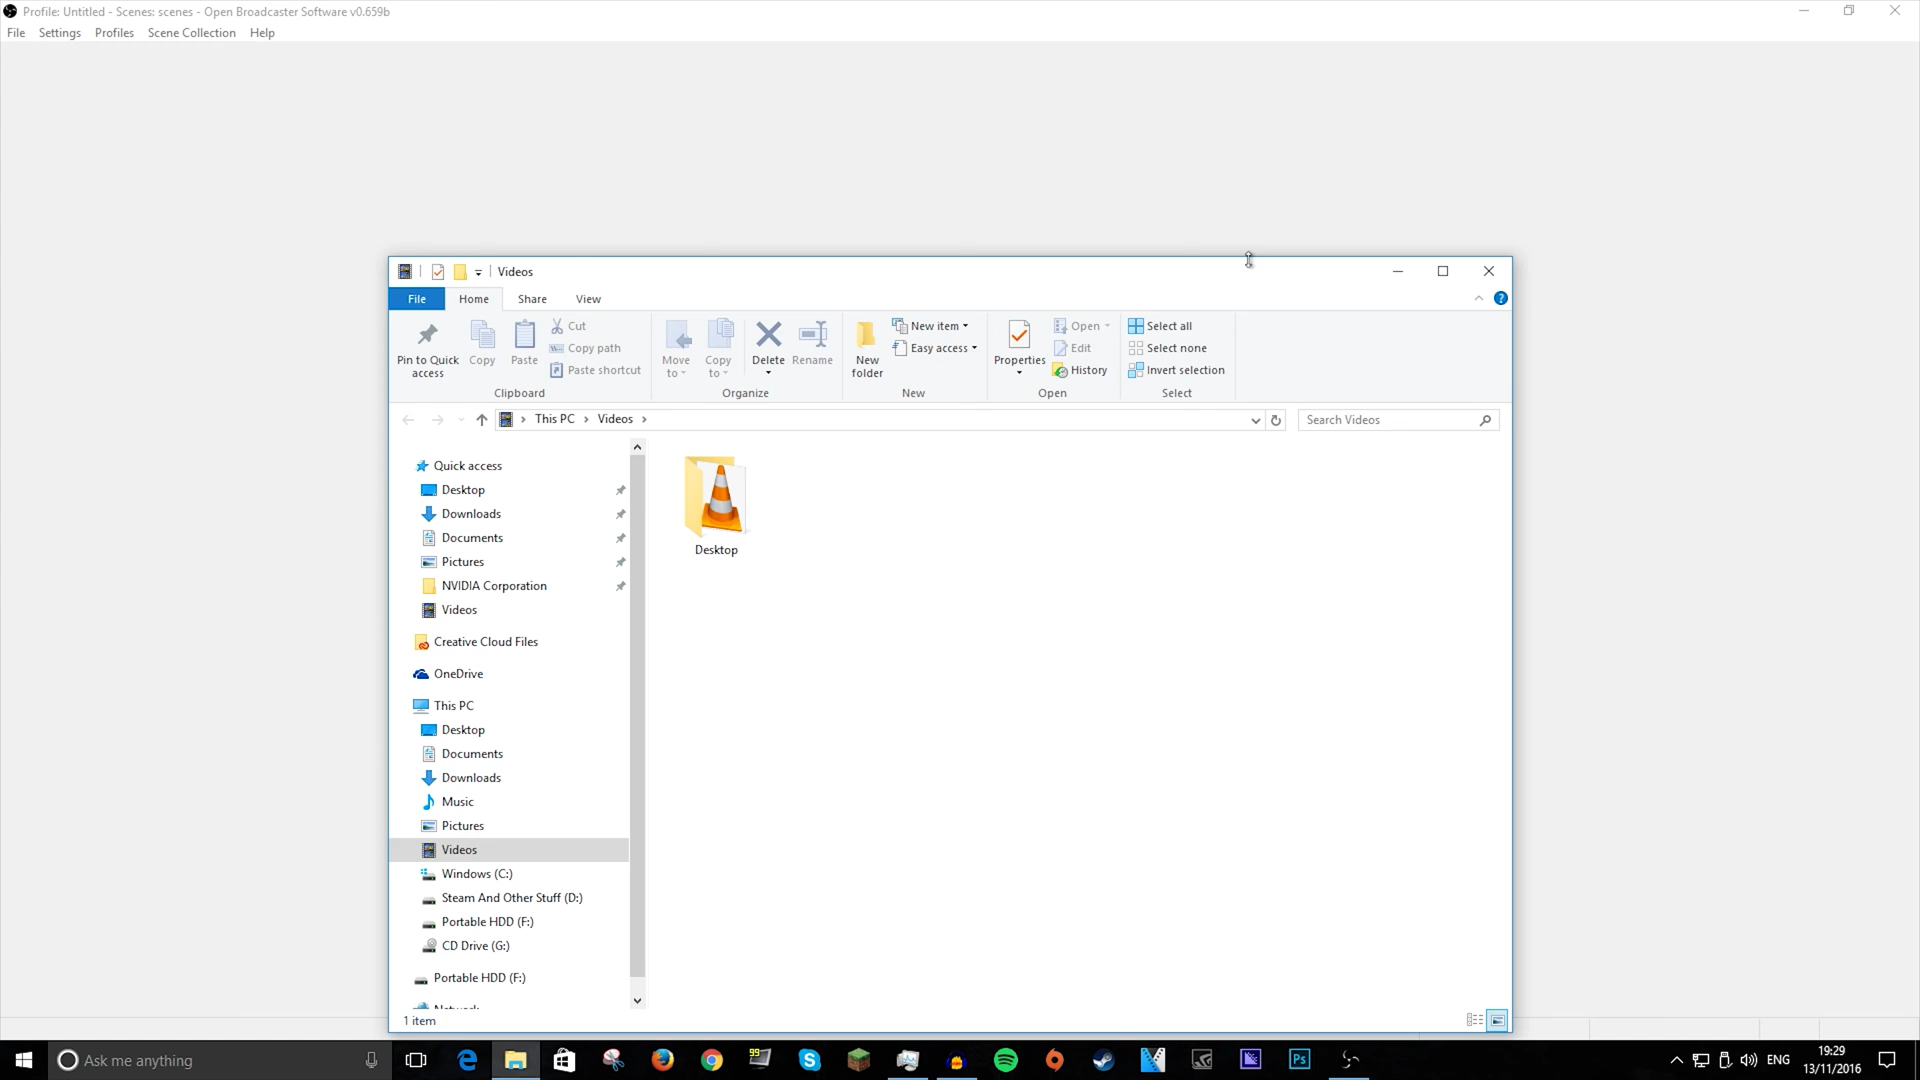 Profile: Untitled - Scenes: scenes - Open Broadcaster Software v0.659b
File Settings Profiles Scene Collection Help
Videos
File Home Share View
Pin to Quick access
Copy
Paste
Cut
Copy path
Paste shortcut
Clipboard
Move to
Copy to
Delete
Rename
Organize
New folder
New item
Easy access
New
Properties
Open
Edit
History
Open
Select all
Select none
Invert selection
Select
This PC > Videos >
Search Videos
Quick access
Desktop
Downloads
Documents
Pictures
NVIDIA Corporation
Videos
Creative Cloud Files
OneDrive
This PC
Desktop
Documents
Downloads
Music
Pictures
Videos
Windows (C:)
Steam And Other Stuff (D:)
Portable HDD (F:)
CD Drive (G:)
Portable HDD (F:)
Network
Desktop
1 item
Ask me anything
99
Ps
ENG
19:29
13/11/2016